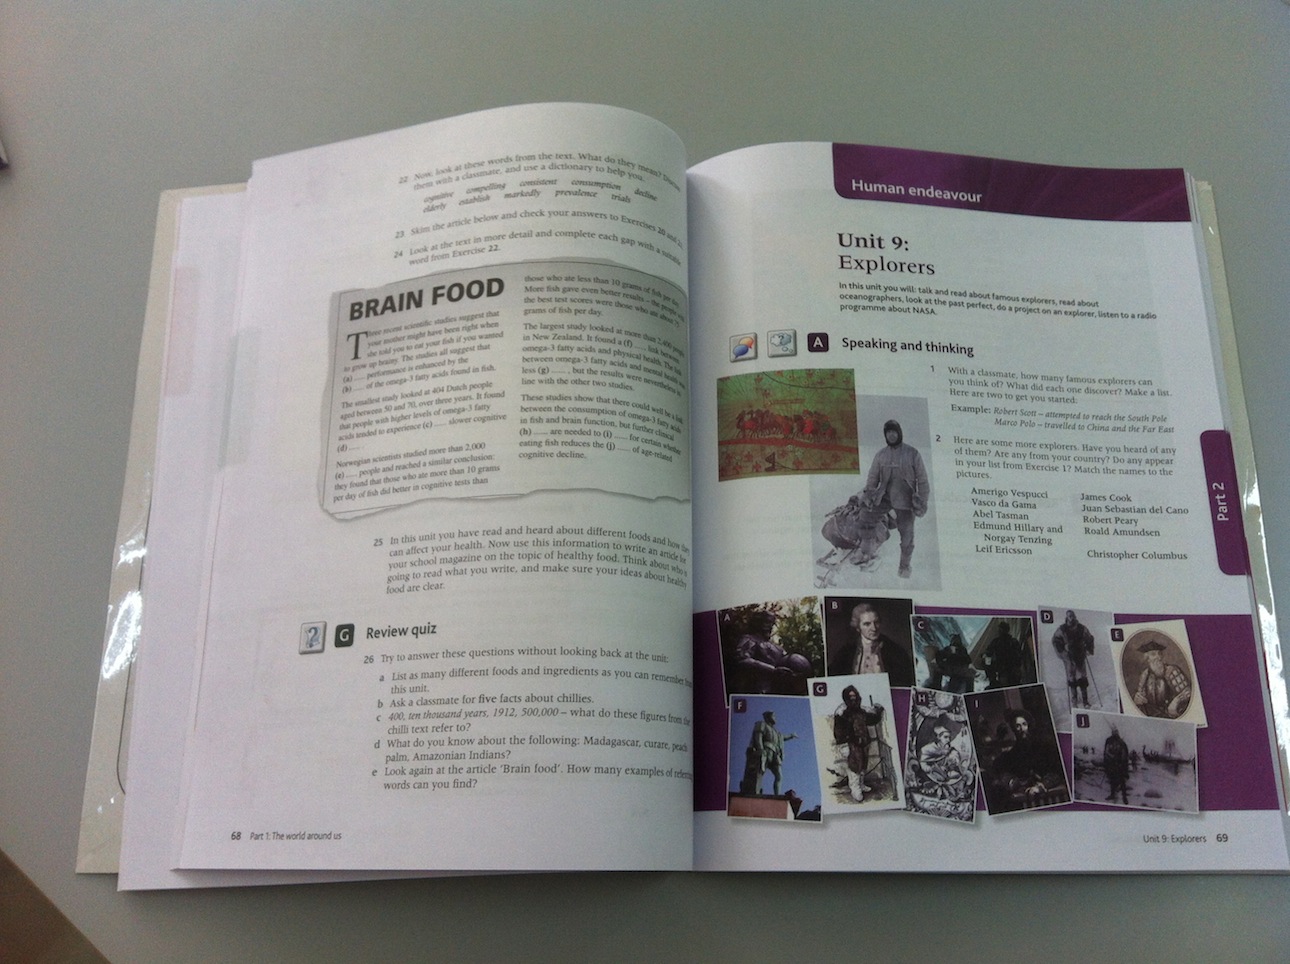 22 Now, look at these words from the text. What do they mean? Discuss
them with a classmate, and use a dictionary to help you.
cognitive compelling consistent consumption decline
elderly establish markedly prevalence trials
23 Skim the article below and check your answers to Exercises 20 and
24 Look at the text in more detail and complete each gap with a suitable
word from Exercise 22.
BRAIN FOOD
Three recent scientific studies suggest that
your mother might have been right when
she told you to eat your fish if you wanted
to grow up brainy. The studies all suggest that
(a) .... performance is enhanced by the
(b) .... of the omega-3 fatty acids found in fish.
The smallest study looked at 404 Dutch people
aged between 50 and 70, over three years. It found
that people with higher levels of omega-3 fatty
acids tended to experience (c) .... slower cognitive
(d) ....
Norwegian scientists studied more than 2,000
(e) .... people and reached a similar conclusion:
they found that those who ate more than 10 grams
per day of fish did better in cognitive tests than
those who ate less than 10 grams of fish per day.
More fish gave even better results – the people with
the best test scores were those who ate about 75
grams of fish per day.
The largest study looked at more than 2,400 people
in New Zealand. It found a (f) .... link between
omega-3 fatty acids and physical health. The link
between omega-3 fatty acids and mental health was
less (g) ...., but the results were nevertheless in
line with the other two studies.
These studies show that there could well be a link
between the consumption of omega-3 fatty acids
in fish and brain function, but further clinical
(h) .... are needed to (i) .... for certain whether
eating fish reduces the (j) .... of age-related
cognitive decline.
25 In this unit you have read and heard about different foods and how they
can affect your health. Now use this information to write an article for
your school magazine on the topic of healthy food. Think about who is
going to read what you write, and make sure your ideas about healthy
food are clear.
G Review quiz
26 Try to answer these questions without looking back at the unit:
a List as many different foods and ingredients as you can remember from
this unit.
b Ask a classmate for five facts about chillies.
c 400, ten thousand years, 1912, 500,000 – what do these figures from the
chilli text refer to?
d What do you know about the following: Madagascar, curare, peach
palm, Amazonian Indians?
e Look again at the article 'Brain food'. How many examples of referring
words can you find?
68 Part 1: The world around us
Human endeavour
Unit 9:
Explorers
In this unit you will: talk and read about famous explorers, read about
oceanographers, look at the past perfect, do a project on an explorer, listen to a radio
programme about NASA.
A Speaking and thinking
1 With a classmate, how many famous explorers can
you think of? What did each one discover? Make a list.
Here are two to get you started:
Example: Robert Scott – attempted to reach the South Pole
Marco Polo – travelled to China and the Far East
2 Here are some more explorers. Have you heard of any
of them? Are any from your country? Do any appear
in your list from Exercise 1? Match the names to the
pictures.
Amerigo Vespucci
Vasco da Gama
Abel Tasman
Edmund Hillary and
Norgay Tenzing
Leif Ericsson
James Cook
Juan Sebastian del Cano
Robert Peary
Roald Amundsen
Christopher Columbus
Part 2
A
B
C
D
E
F
G
H
I
J
Unit 9: Explorers 69